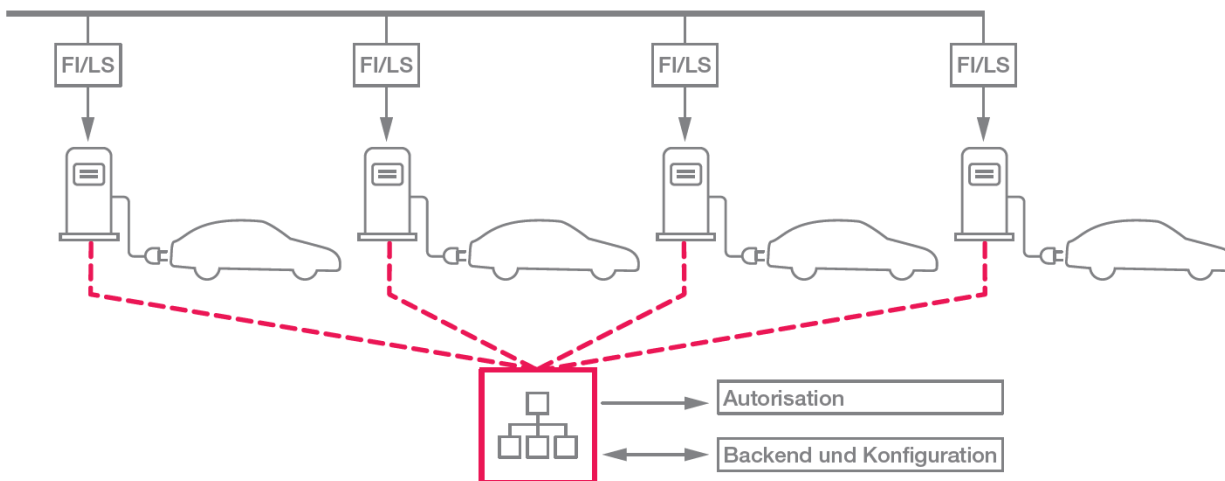 FI/LS
FI/LS
FI/LS
FI/LS
Autorisation
Backend und Konfiguration